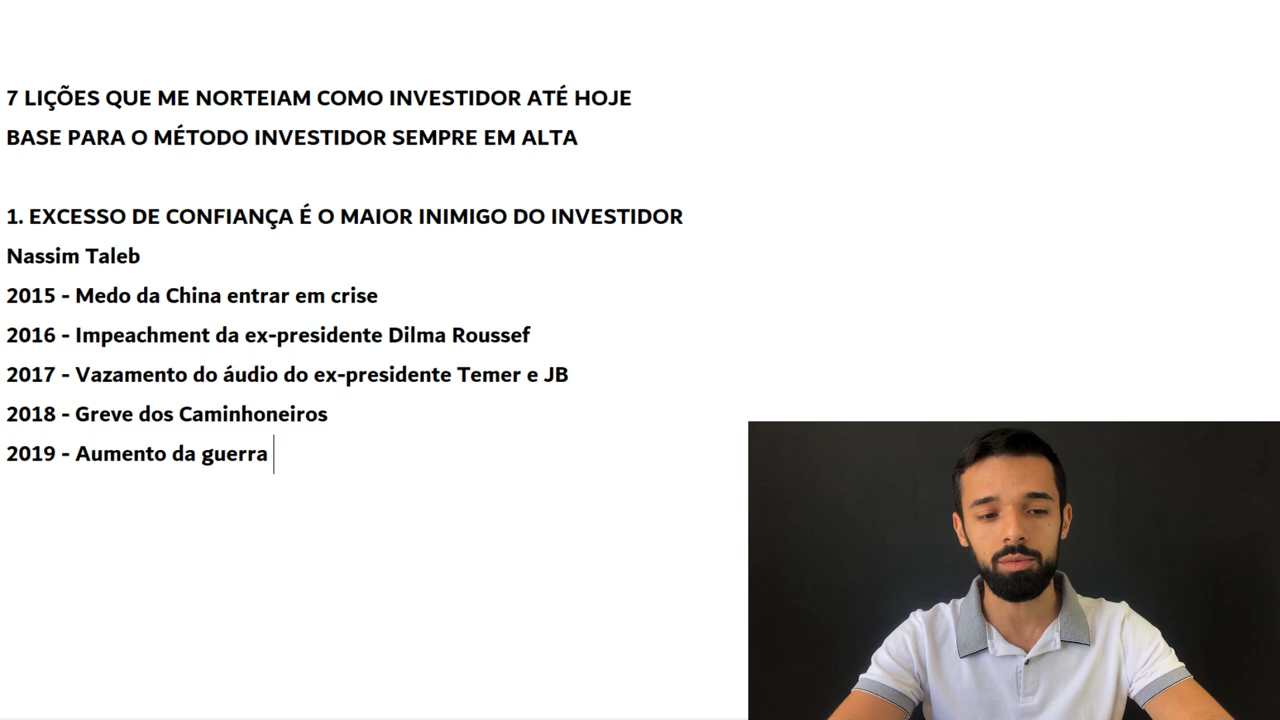 7 LIÇÕES QUE ME NORTEIAM COMO INVESTIDOR ATÉ HOJE
BASE PARA O MÉTODO INVESTIDOR SEMPRE EM ALTA
1. EXCESSO DE CONFIANÇA É O MAIOR INIMIGO DO INVESTIDOR
Nassim Taleb
2015 - Medo da China entrar em crise
2016 - Impeachment da ex-presidente Dilma Roussef
2017 - Vazamento do áudio do ex-presidente Temer e JB
2018 - Greve dos Caminhoneiros
2019 - Aumento da guerra